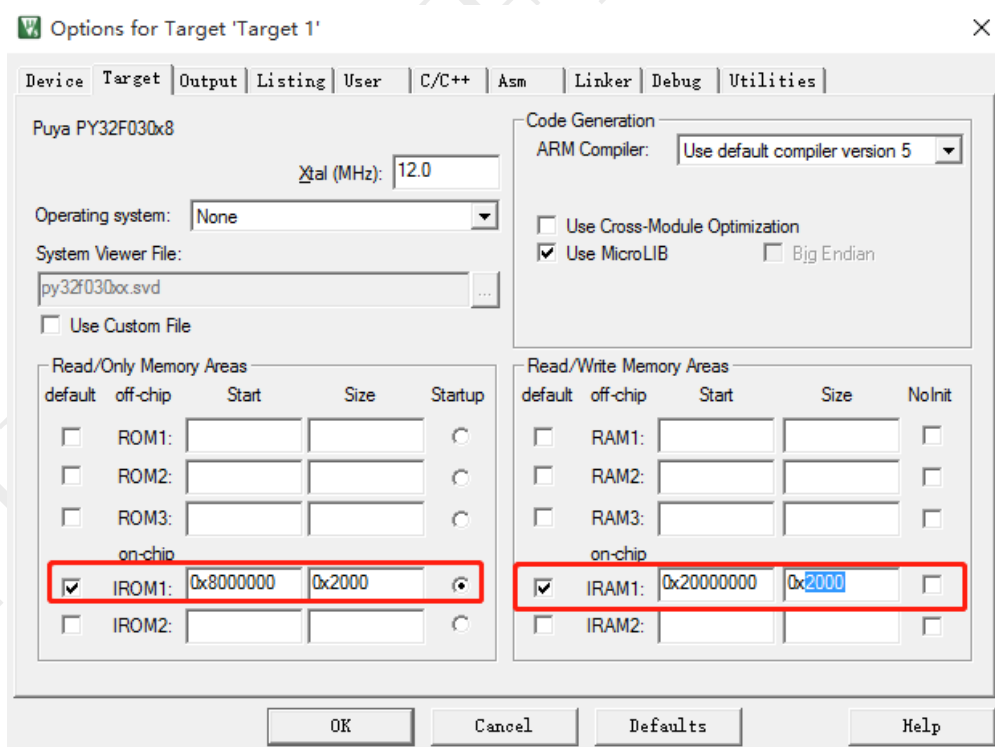 Options for Target 'Target 1'
Device Target Output Listing User C/C++ Asm Linker Debug Utilities
Puya PY32F030x8
Xtal (MHz): 12.0
Operating system: None
System Viewer File:
py32f030xx.svd ...
Use Custom File
Code Generation
ARM Compiler: Use default compiler version 5
Use Cross-Module Optimization
Use MicroLIB Big Endian
Read/Only Memory Areas
default off-chip Start Size Startup
ROM1:
ROM2:
ROM3:
on-chip
IROM1: 0x8000000 0x2000
IROM2:
Read/Write Memory Areas
default off-chip Start Size NoInit
RAM1:
RAM2:
RAM3:
on-chip
IRAM1: 0x20000000 0x2000
IRAM2:
OK Cancel Defaults Help